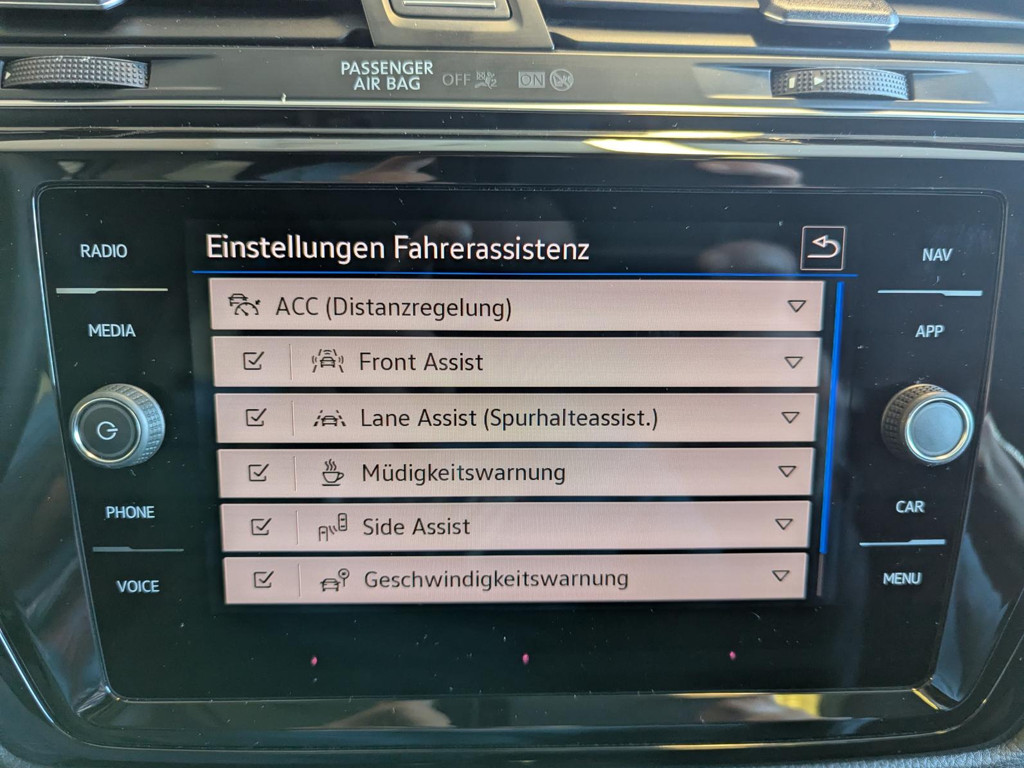 PASSENGER
AIR BAG OFF ON
Einstellungen Fahrerassistenz
RADIO
NAV
ACC (Distanzregelung)
MEDIA
APP
Front Assist
Lane Assist (Spurhalteassist.)
Müdigkeitswarnung
PHONE
CAR
Side Assist
VOICE
MENU
Geschwindigkeitswarnung